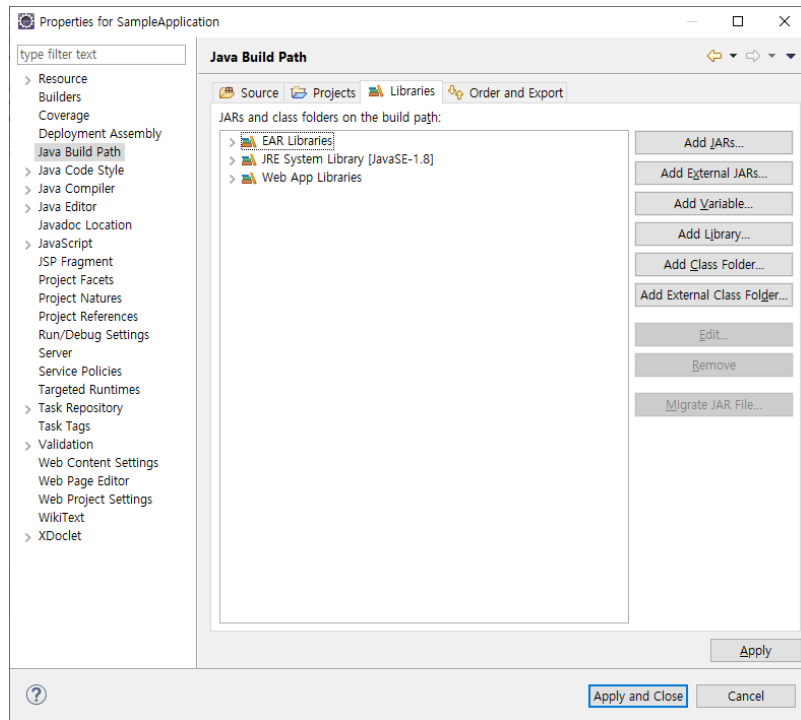 Properties for SampleApplication
type filter text
Resource
Builders
Coverage
Deployment Assembly
Java Build Path
Java Code Style
Java Compiler
Java Editor
Javadoc Location
JavaScript
JSP Fragment
Project Facets
Project Natures
Project References
Run/Debug Settings
Server
Service Policies
Targeted Runtimes
Task Repository
Task Tags
Validation
Web Content Settings
Web Page Editor
Web Project Settings
WikiText
XDoclet
Java Build Path
Source Projects Libraries Order and Export
JARs and class folders on the build path:
EAR Libraries
JRE System Library [JavaSE-1.8]
Web App Libraries
Add JARs...
Add External JARs...
Add Variable...
Add Library...
Add Class Folder...
Add External Class Folder...
Edit...
Remove
Migrate JAR File...
Apply
Apply and Close Cancel